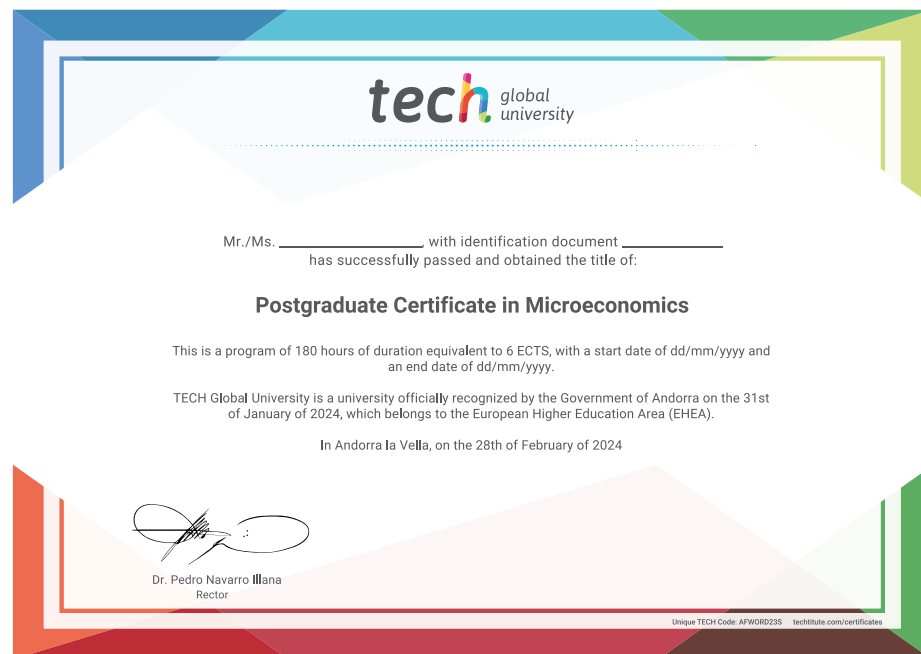 tech global
university
Mr./Ms. ____________________, with identification document ______________
has successfully passed and obtained the title of:
Postgraduate Certificate in Microeconomics
This is a program of 180 hours of duration equivalent to 6 ECTS, with a start date of dd/mm/yyyy and
an end date of dd/mm/yyyy.
TECH Global University is a university officially recognized by the Government of Andorra on the 31st
of January of 2024, which belongs to the European Higher Education Area (EHEA).
In Andorra la Vella, on the 28th of February of 2024
Dr. Pedro Navarro Illana
Rector
Unique TECH Code: AFWORD23S techtitute.com/certificates